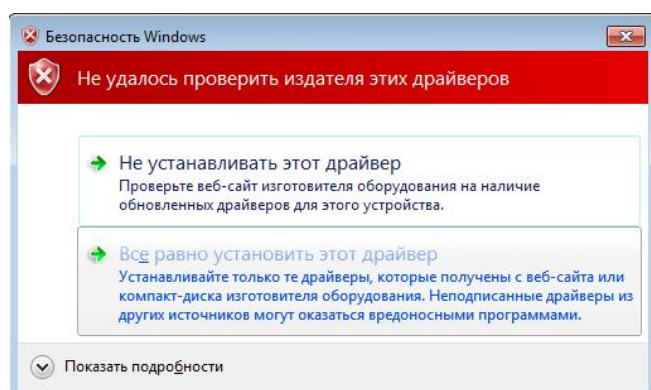 Безопасность Windows
Не удалось проверить издателя этих драйверов
Не устанавливать этот драйвер
Проверьте веб-сайт изготовителя оборудования на наличие
обновленных драйверов для этого устройства.
Все равно установить этот драйвер
Устанавливайте только те драйверы, которые получены с веб-сайта или
компакт-диска изготовителя оборудования. Неподписанные драйверы из
других источников могут оказаться вредоносными программами.
Показать подробности